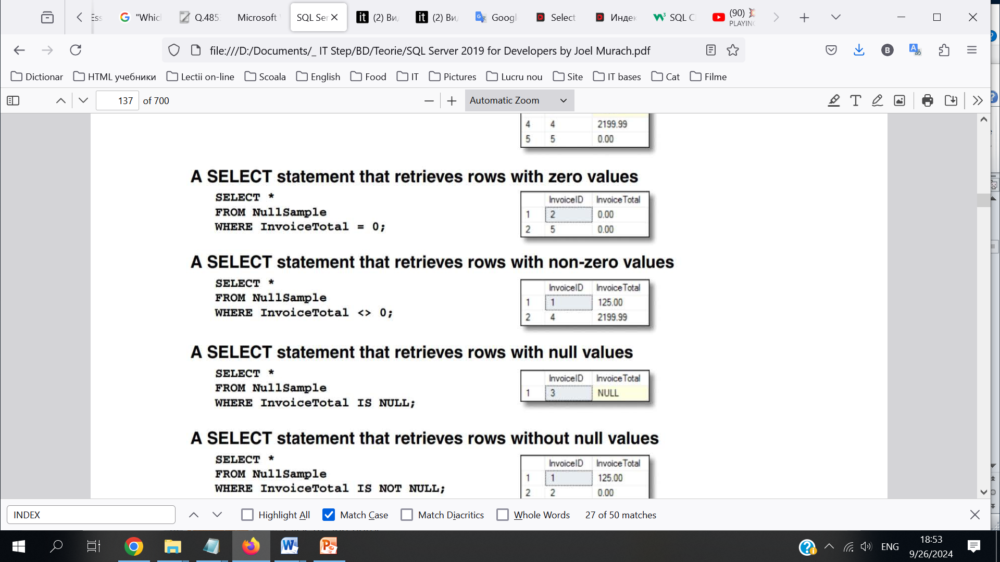 Ess
"Whicl
Q.485
Microsoft
SQL Ser
(2) Ви
(2) Ви
Googl
Select
Индек
SQL C
(90)
PLAYING
file:///D:/Documents/_ IT Step/BD/Teorie/SQL Server 2019 for Developers by Joel Murach.pdf
Dictionar HTML учебники Lectii on-line Scoala English Food IT Pictures Lucru nou Site IT bases Cat Filme
137 of 700 Automatic Zoom
4 4 2199.99
5 5 0.00
A SELECT statement that retrieves rows with zero values
SELECT *
FROM NullSample
WHERE InvoiceTotal = 0;
InvoiceID InvoiceTotal
1 2 0.00
2 5 0.00
A SELECT statement that retrieves rows with non-zero values
SELECT *
FROM NullSample
WHERE InvoiceTotal <> 0;
InvoiceID InvoiceTotal
1 1 125.00
2 4 2199.99
A SELECT statement that retrieves rows with null values
SELECT *
FROM NullSample
WHERE InvoiceTotal IS NULL;
InvoiceID InvoiceTotal
1 3 NULL
A SELECT statement that retrieves rows without null values
SELECT *
FROM NullSample
WHERE InvoiceTotal IS NOT NULL;
InvoiceID InvoiceTotal
1 1 125.00
2 2 0.00
INDEX Highlight All Match Case Match Diacritics Whole Words 27 of 50 matches
ENG
18:53
9/26/2024